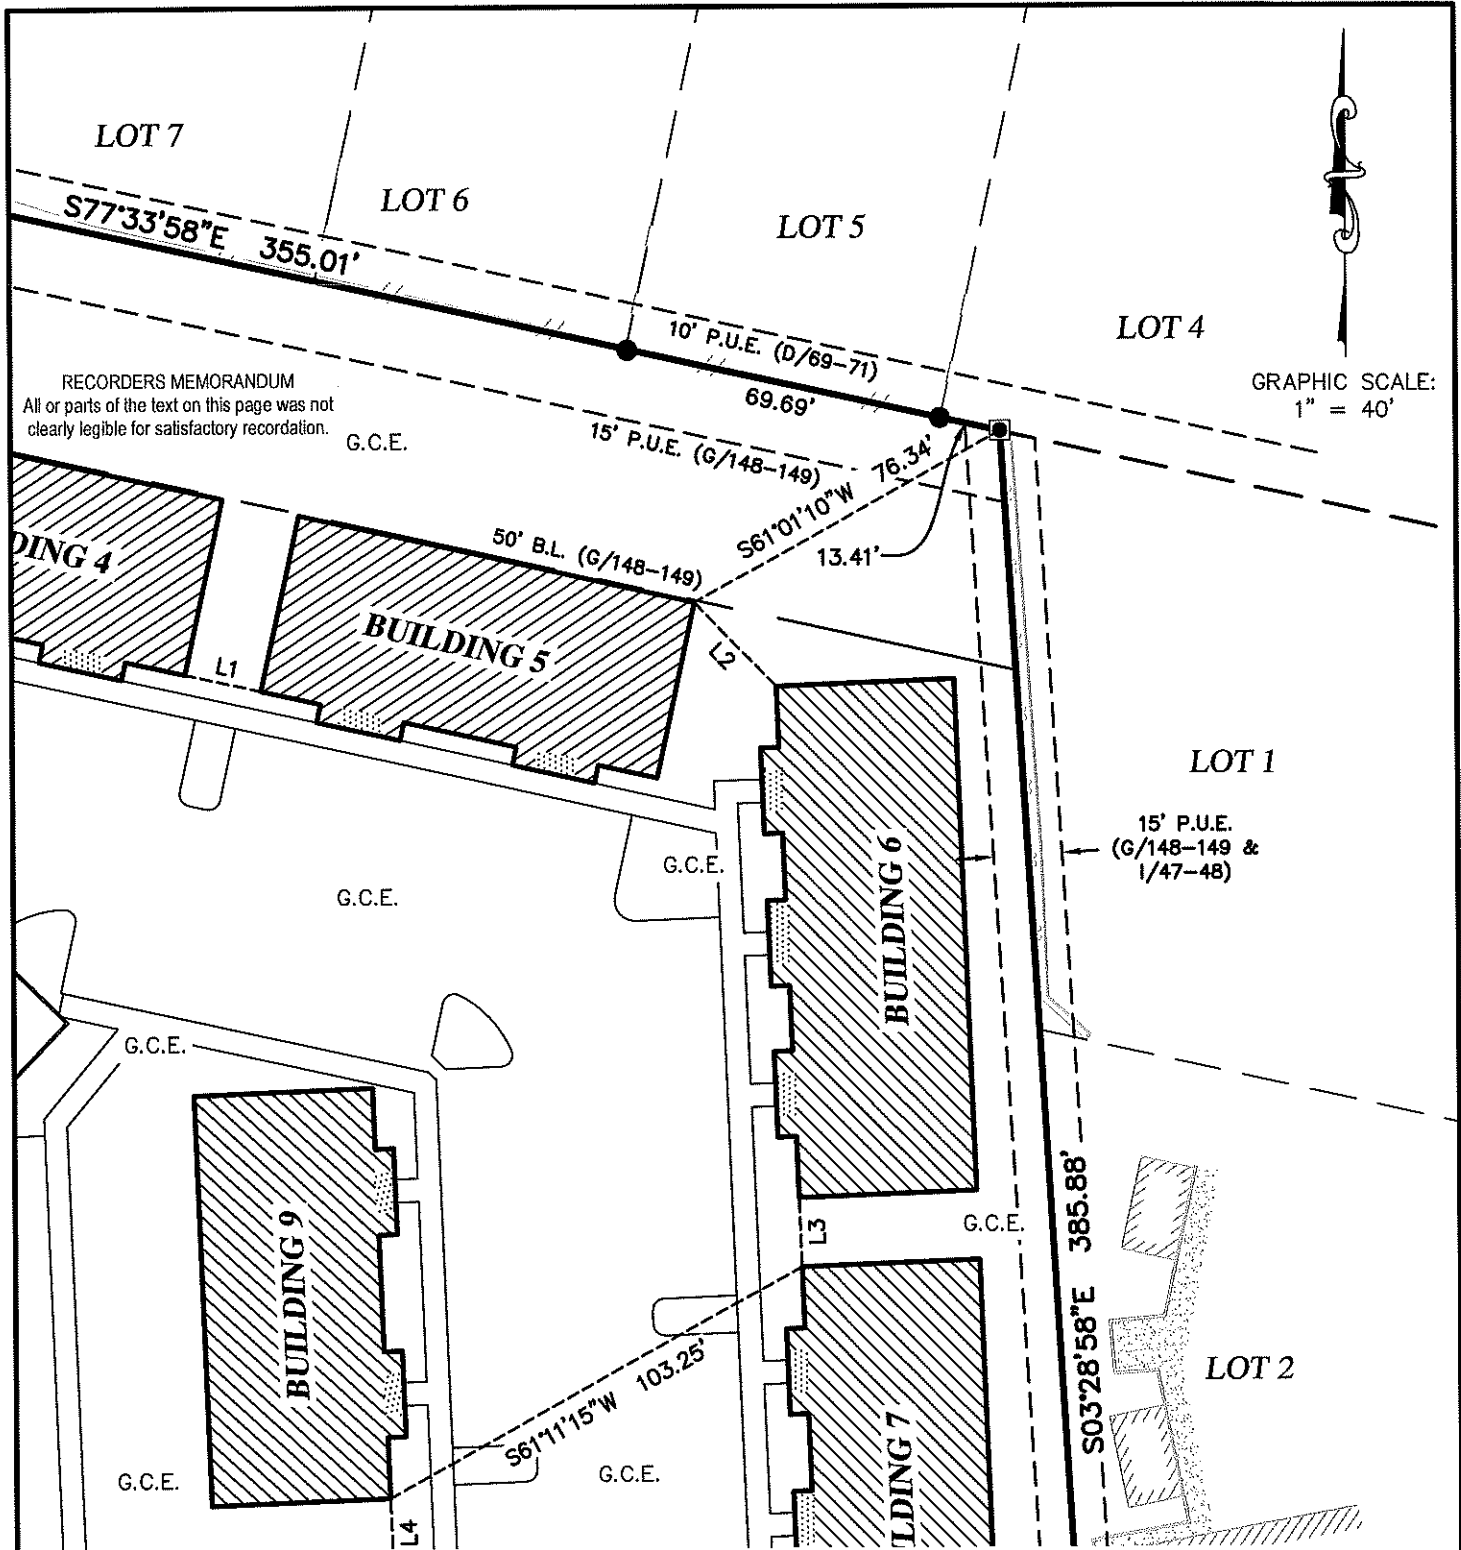 LOT 7
LOT 6
LOT 5
LOT 4
S77°33'58"E 355.01'
10' P.U.E. (D/69-71)
69.69'
GRAPHIC SCALE:
1" = 40'
RECORDERS MEMORANDUM
All or parts of the text on this page was not
clearly legible for satisfactory recordation.
G.C.E.
15' P.U.E. (G/148-149)
S61°01'10"W 76.34'
13.41'
50' B.L. (G/148-149)
DING 4
BUILDING 5
L1
L2
LOT 1
15' P.U.E.
(G/148-149 &
I/47-48)
BUILDING 6
G.C.E.
G.C.E.
G.C.E.
BUILDING 9
L3
G.C.E.
S03°28'58"E 385.88'
LOT 2
S61°11'15"W 103.25'
LDING 7
G.C.E.
G.C.E.
L4